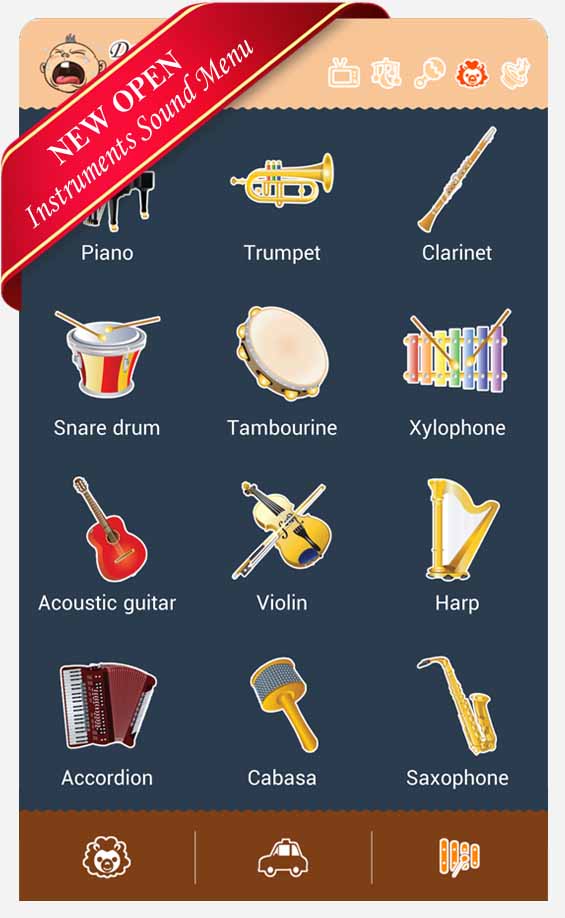 NEW OPEN
Instruments Sound Menu
Piano
Trumpet
Clarinet
Snare drum
Tambourine
Xylophone
Acoustic guitar
Violin
Harp
Accordion
Cabasa
Saxophone